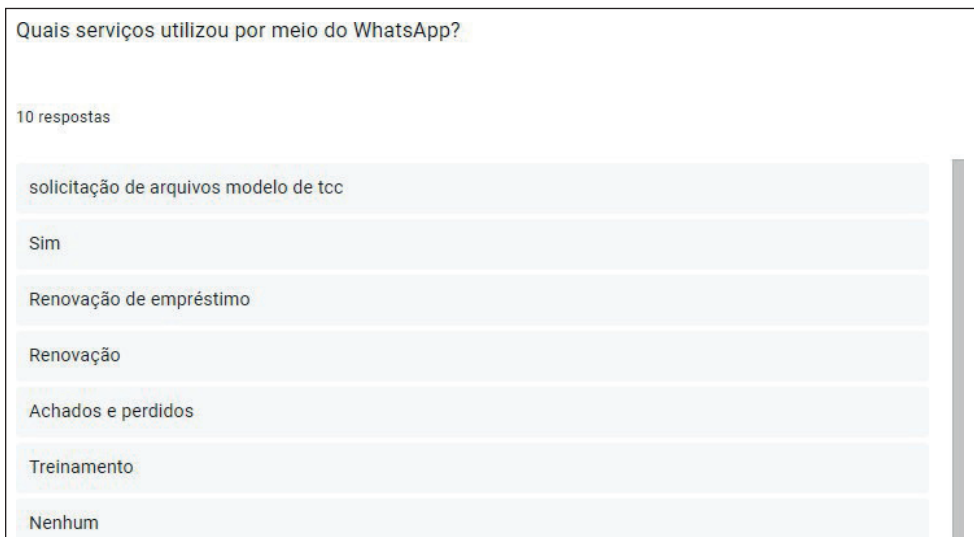 Quais serviços utilizou por meio do WhatsApp?
10 respostas
solicitação de arquivos modelo de tcc
Sim
Renovação de empréstimo
Renovação
Achados e perdidos
Treinamento
Nenhum